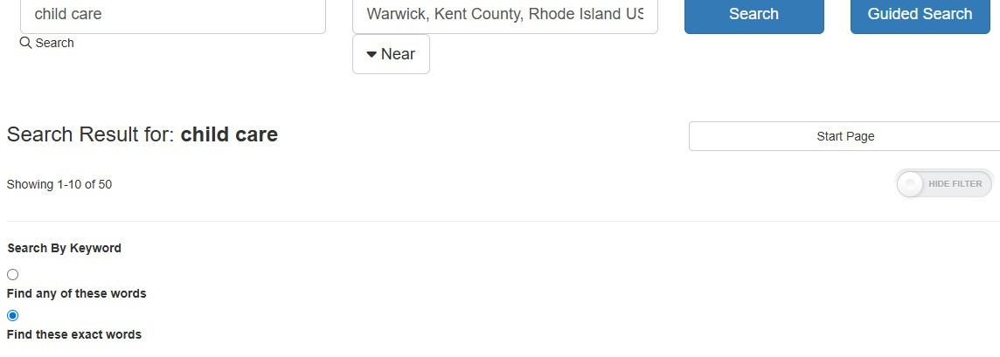 child care
Warwick, Kent County, Rhode Island US
Search
Guided Search
Search
Near
Search Result for: child care
Start Page
Showing 1-10 of 50
HIDE FILTER
Search By Keyword
Find any of these words
Find these exact words